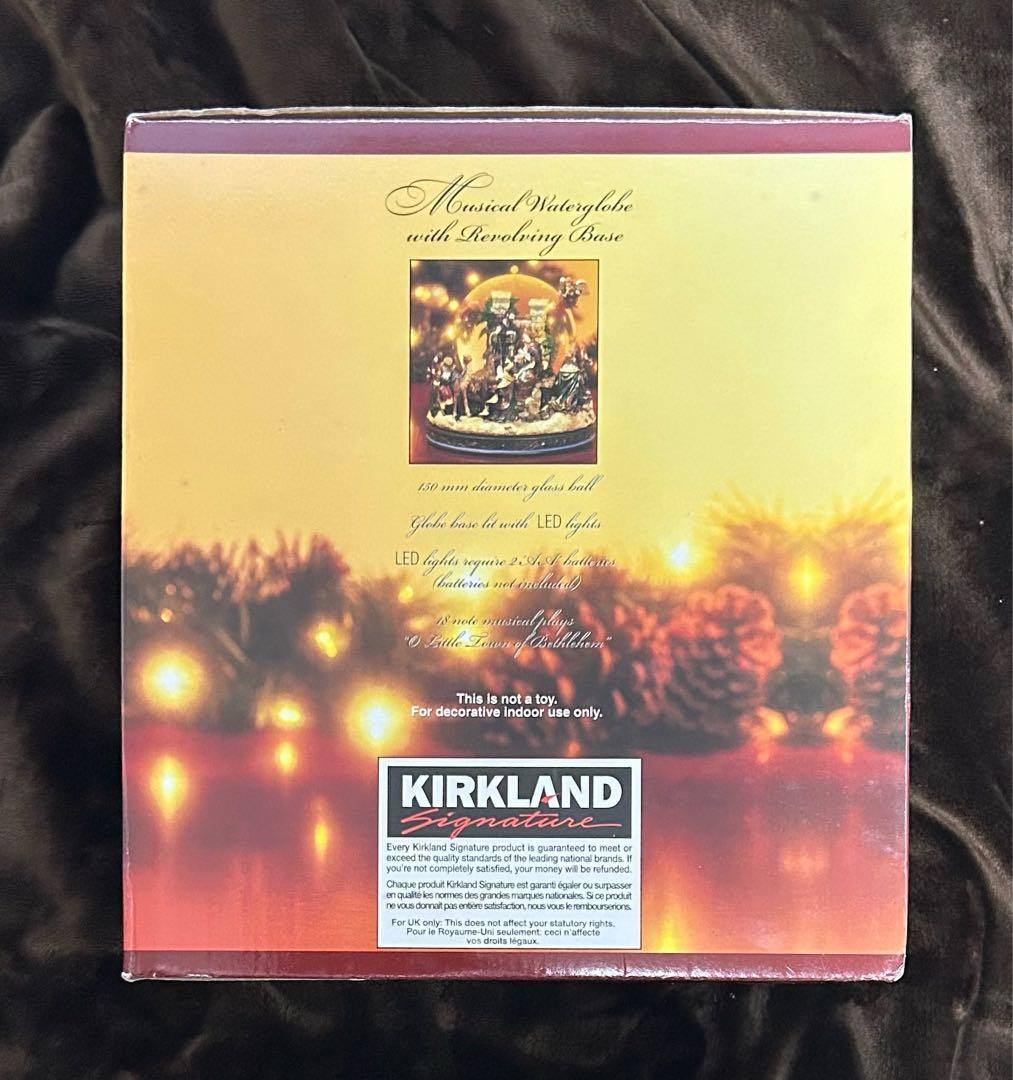 Musical Waterglobe
with Revolving Base
150 mm diameter glass ball
Globe base lit with LED lights
LED lights require 2 AA batteries
(batteries not included)
18 note musical plays
"O Little Town of Bethlehem"
This is not a toy.
For decorative indoor use only.
KIRKLAND
Signature
Every Kirkland Signature product is guaranteed to meet or
exceed the quality standards of the leading national brands. If
you're not completely satisfied, your money will be refunded.
Chaque produit Kirkland Signature est garanti égaler ou surpasser
en qualité les normes des grandes marques nationales. Si ce produit
ne vous donnait pas entière satisfaction, nous vous le rembourserions.
For UK only: This does not affect your statutory rights.
Pour le Royaume-Uni seulement: ceci n'affecte
vos droits légaux.